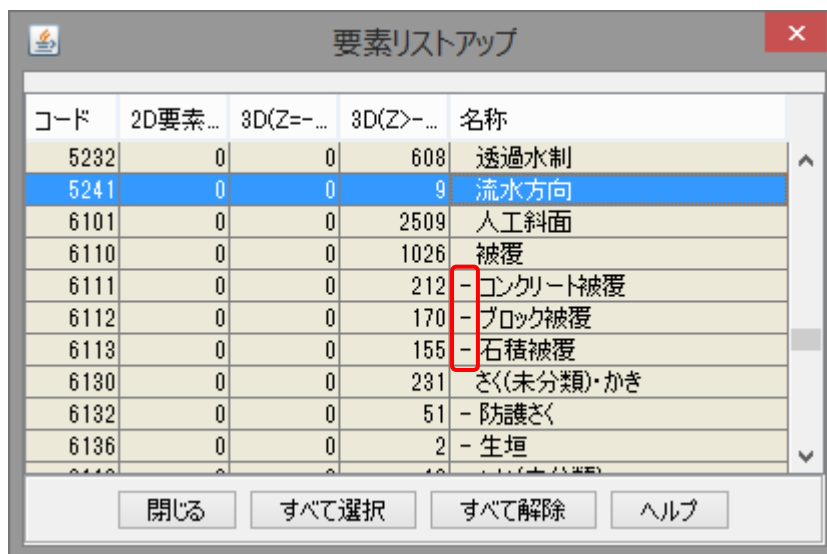 要素リストアップ
コード 2D要素... 3D(Z=-... 3D(Z>-... 名称
5232 0 0 608 透過水制
5241 0 0 9 流水方向
6101 0 0 2509 人工斜面
6110 0 0 1026 被覆
6111 0 0 212 - コンクリート被覆
6112 0 0 170 - ブロック被覆
6113 0 0 155 - 石積被覆
6130 0 0 231 さく(未分類)・かき
6132 0 0 51 - 防護さく
6136 0 0 2 - 生垣
閉じる すべて選択 すべて解除 ヘルプ